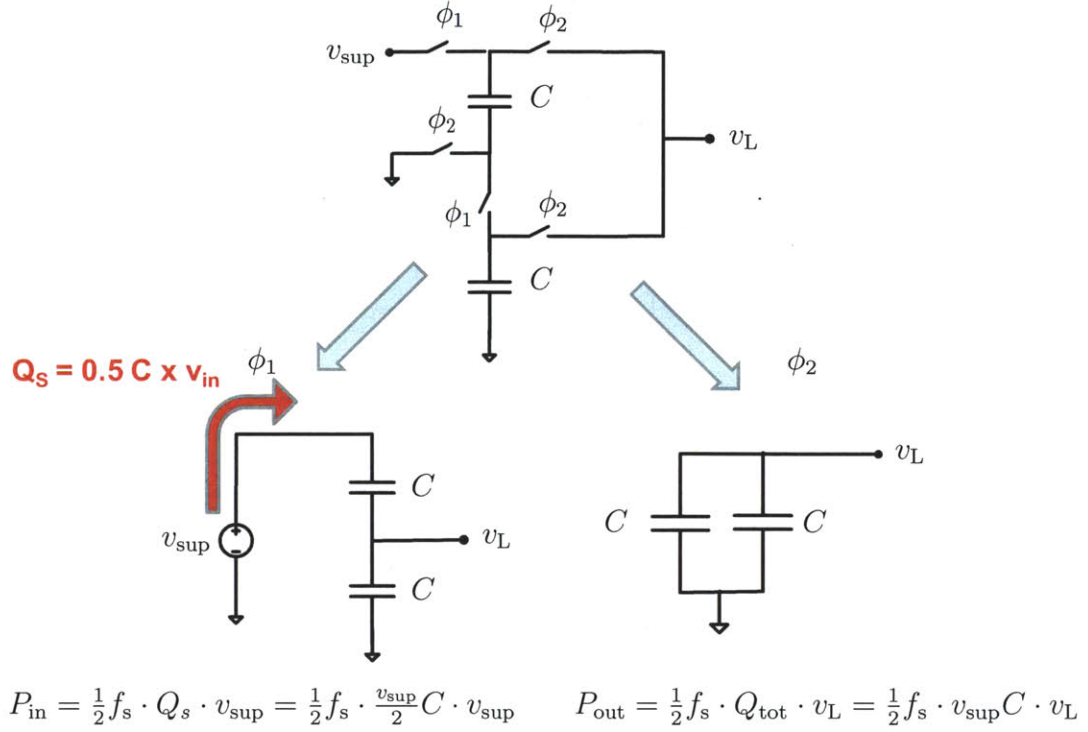 ϕ₁
ϕ₂
v_sup
C
ϕ₂
v_L
ϕ₁
ϕ₂
C
Q_S = 0.5 C x v_in
ϕ₁
ϕ₂
C
v_L
v_sup
v_L
C
C
C
P_in = ½ f_s · Q_s · v_sup = ½ f_s · v_sup/2 C · v_sup
P_out = ½ f_s · Q_tot · v_L = ½ f_s · v_sup C · v_L